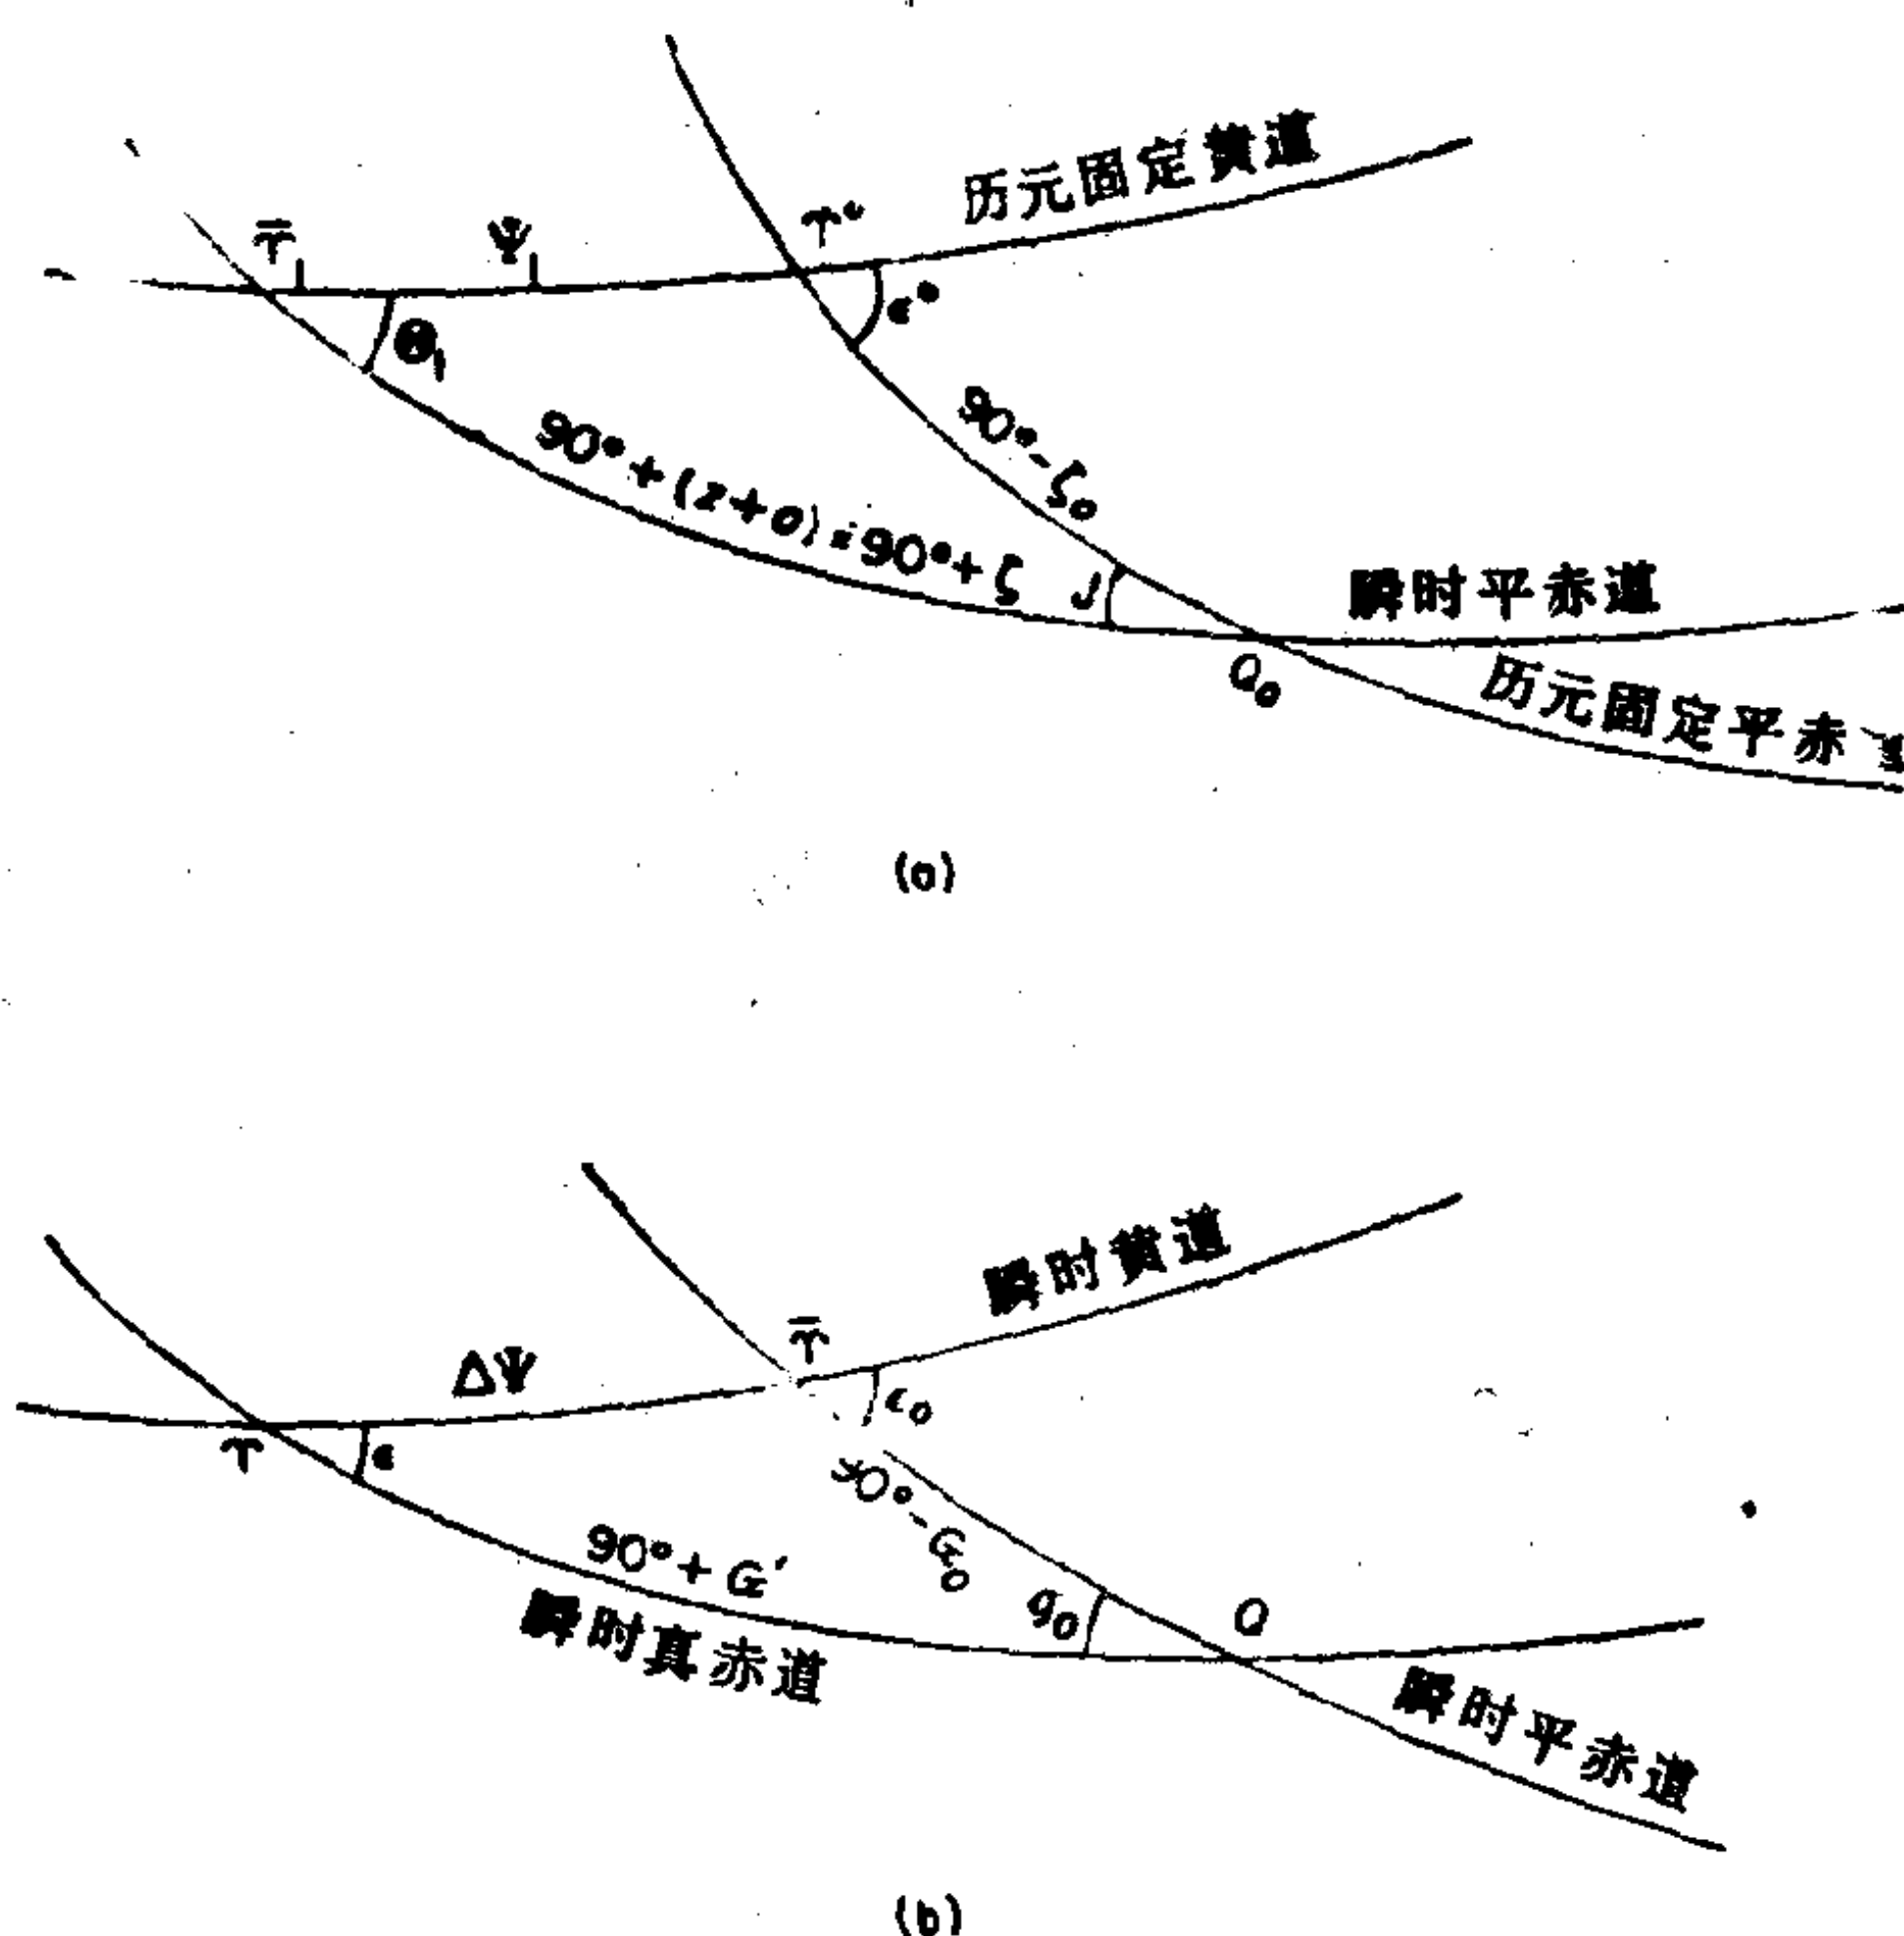 历元固定黄道
♈°
♈̄
Ψ
ε°
θ₁
90°-ζ₀
90°+(z+θ)=90°+ζ
J
瞬时平赤道
Q₀
历元固定平赤道
(a)
瞬时黄道
♈̄
ΔΨ
ε₀
♈
ε
90°-G₀
90°+G′
g₀
Q
瞬时真赤道
瞬时平赤道
(b)